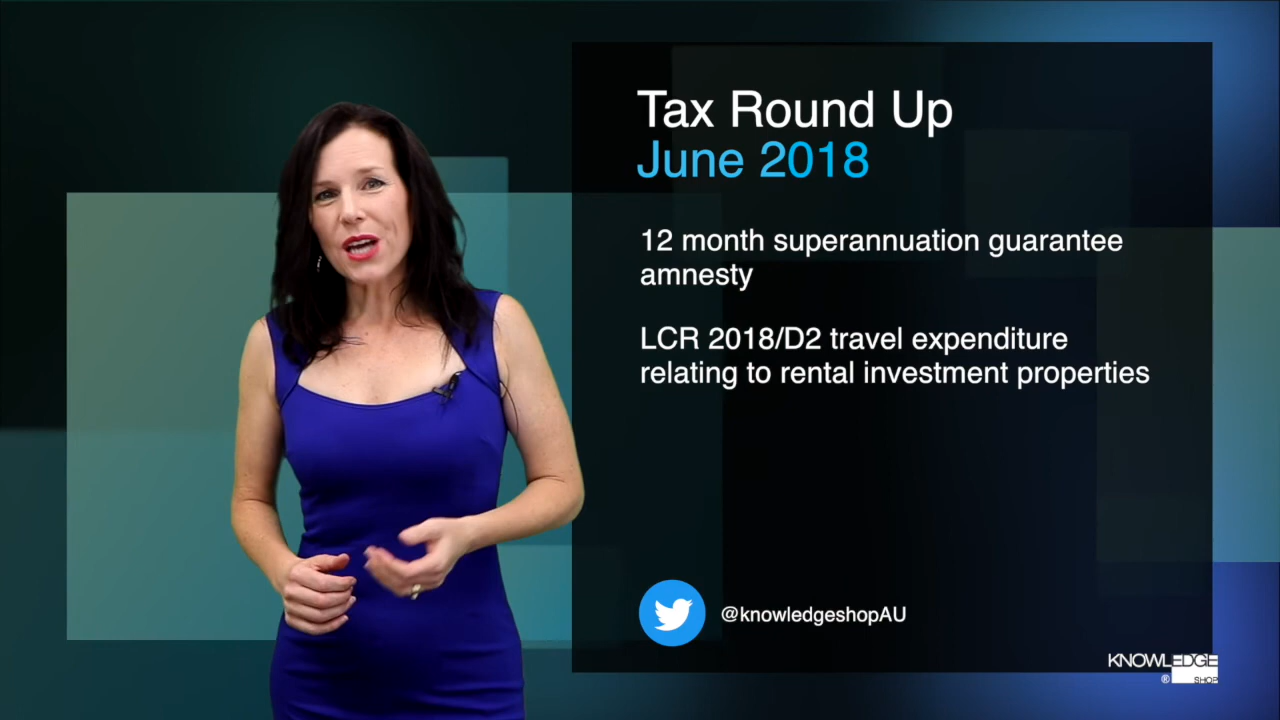 Tax Round Up
June 2018
12 month superannuation guarantee
amnesty
LCR 2018/D2 travel expenditure
relating to rental investment properties
@knowledgeshopAU
KNOWLEDGE
® SHOP